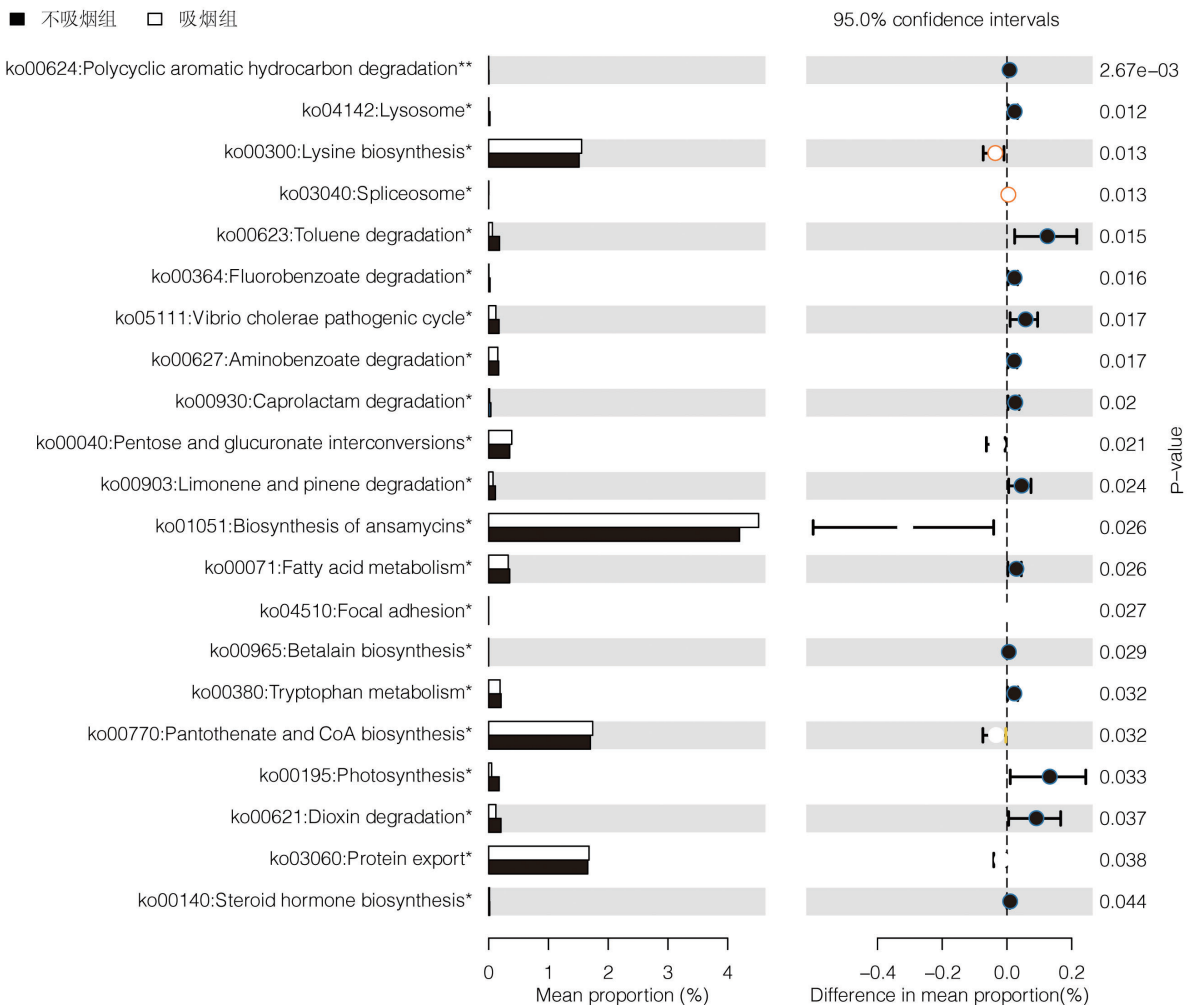 不吸烟组 吸烟组 95.0% confidence intervals
ko00624:Polycyclic aromatic hydrocarbon degradation** 2.67e−03
ko04142:Lysosome* 0.012
ko00300:Lysine biosynthesis* 0.013
ko03040:Spliceosome* 0.013
ko00623:Toluene degradation* 0.015
ko00364:Fluorobenzoate degradation* 0.016
ko05111:Vibrio cholerae pathogenic cycle* 0.017
ko00627:Aminobenzoate degradation* 0.017
ko00930:Caprolactam degradation* 0.02
ko00040:Pentose and glucuronate interconversions* 0.021
ko00903:Limonene and pinene degradation* 0.024
ko01051:Biosynthesis of ansamycins* 0.026
ko00071:Fatty acid metabolism* 0.026
ko04510:Focal adhesion* 0.027
ko00965:Betalain biosynthesis* 0.029
ko00380:Tryptophan metabolism* 0.032
ko00770:Pantothenate and CoA biosynthesis* 0.032
ko00195:Photosynthesis* 0.033
ko00621:Dioxin degradation* 0.037
ko03060:Protein export* 0.038
ko00140:Steroid hormone biosynthesis* 0.044
P−value
0 1 2 3 4 −0.4 −0.2 0.0 0.2
Mean proportion (%) Difference in mean proportion(%)